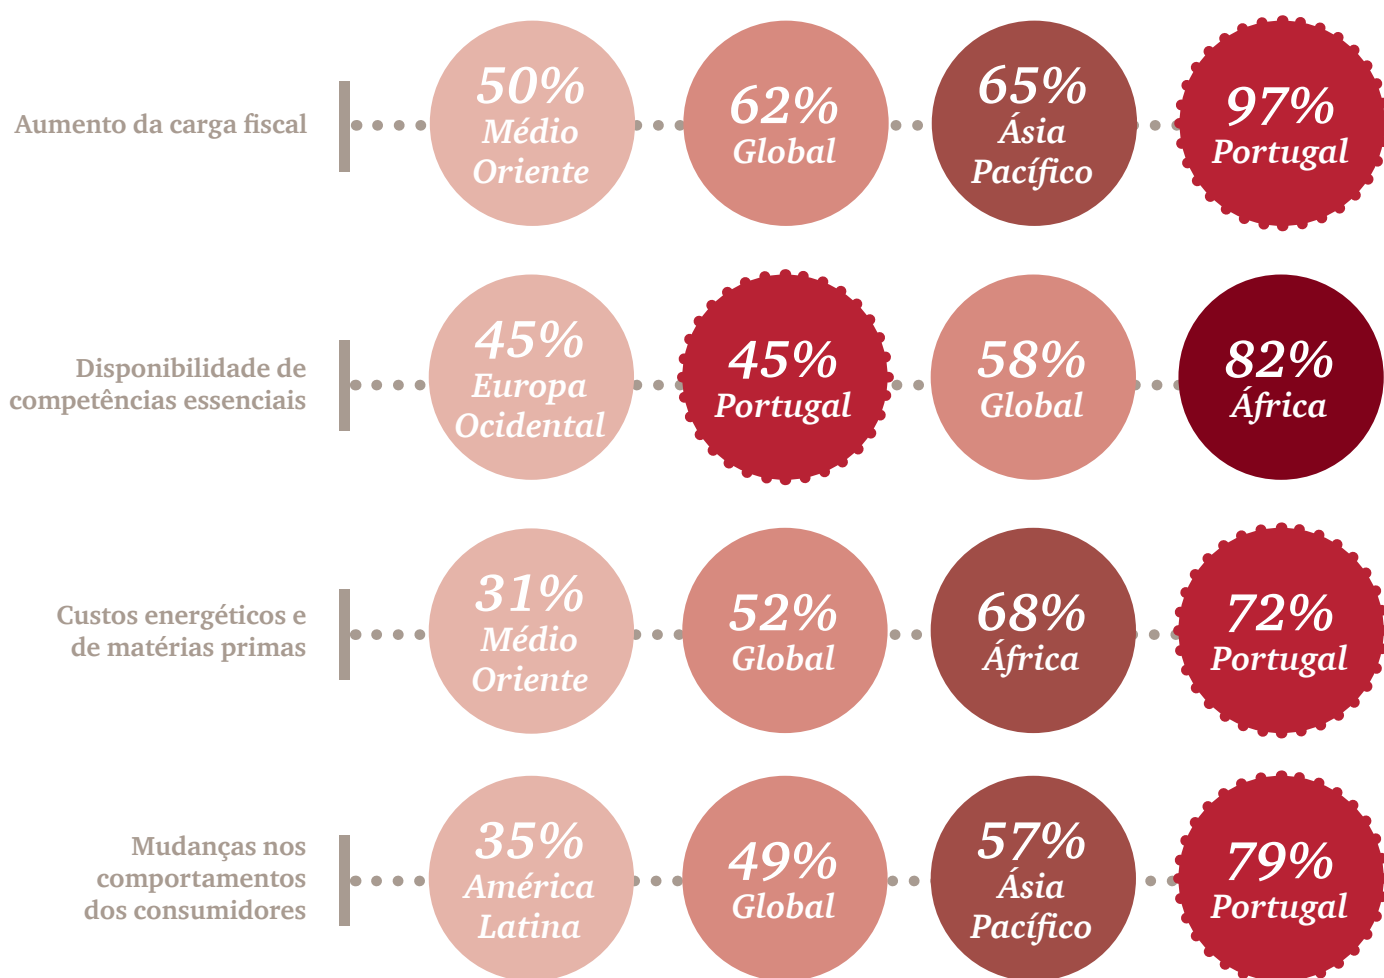 Aumento da carga fiscal
50%
Médio
Oriente
62%
Global
65%
Ásia
Pacífico
97%
Portugal
Disponibilidade de
competências essenciais
45%
Europa
Ocidental
45%
Portugal
58%
Global
82%
África
Custos energéticos e
de matérias primas
31%
Médio
Oriente
52%
Global
68%
África
72%
Portugal
Mudanças nos
comportamentos
dos consumidores
35%
América
Latina
49%
Global
57%
Ásia
Pacífico
79%
Portugal